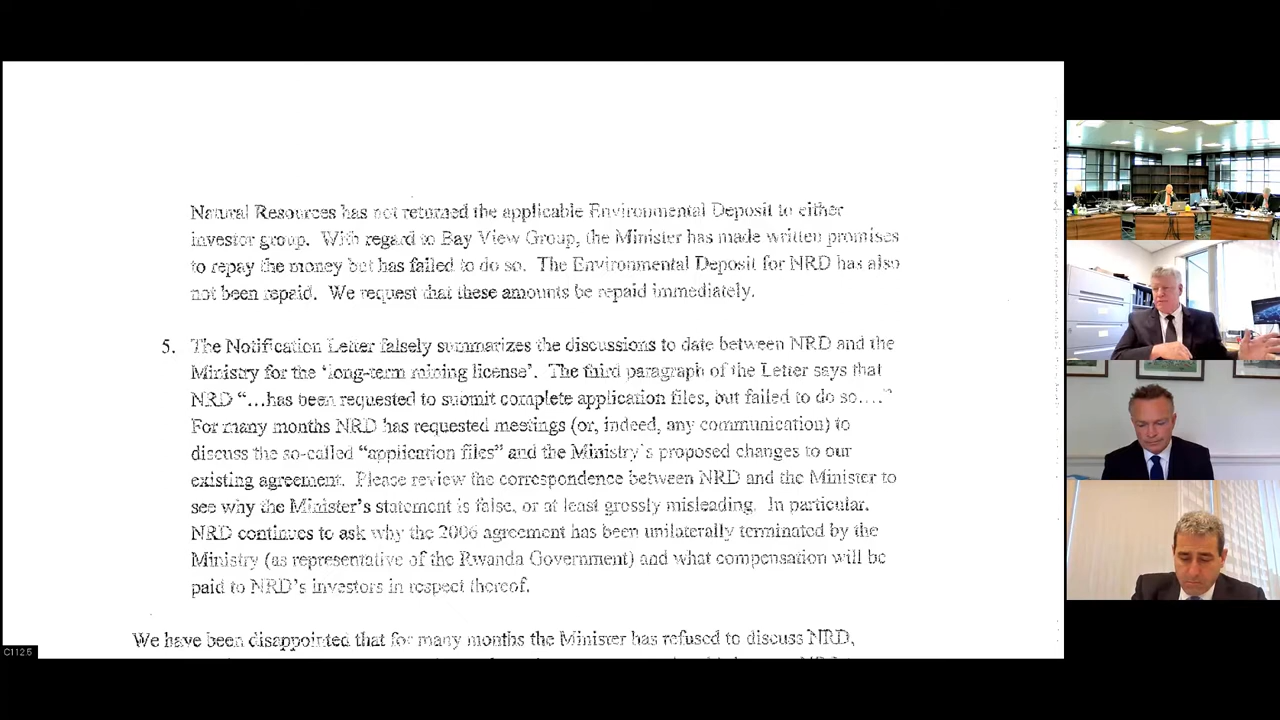 Natural Resources has not returned the applicable Environmental Deposit to either
investor group. With regard to Bay View Group, the Minister has made written promises
to repay the money but has failed to do so. The Environmental Deposit for NRD has also
not been repaid. We request that these amounts be repaid immediately.
5. The Notification Letter falsely summarizes the discussions to date between NRD and the
Ministry for the 'long-term mining license'. The third paragraph of the Letter says that
NRD "…has been requested to submit complete application files, but failed to do so…."
For many months NRD has requested meetings (or, indeed, any communication) to
discuss the so-called "application files" and the Ministry's proposed changes to our
existing agreement. Please review the correspondence between NRD and the Minister to
see why the Minister's statement is false, or at least grossly misleading. In particular.
NRD continues to ask why the 2006 agreement has been unilaterally terminated by the
Ministry (as representative of the Rwanda Government) and what compensation will be
paid to NRD's investors in respect thereof.
We have been disappointed that for many months the Minister has refused to discuss NRD,
C112.5